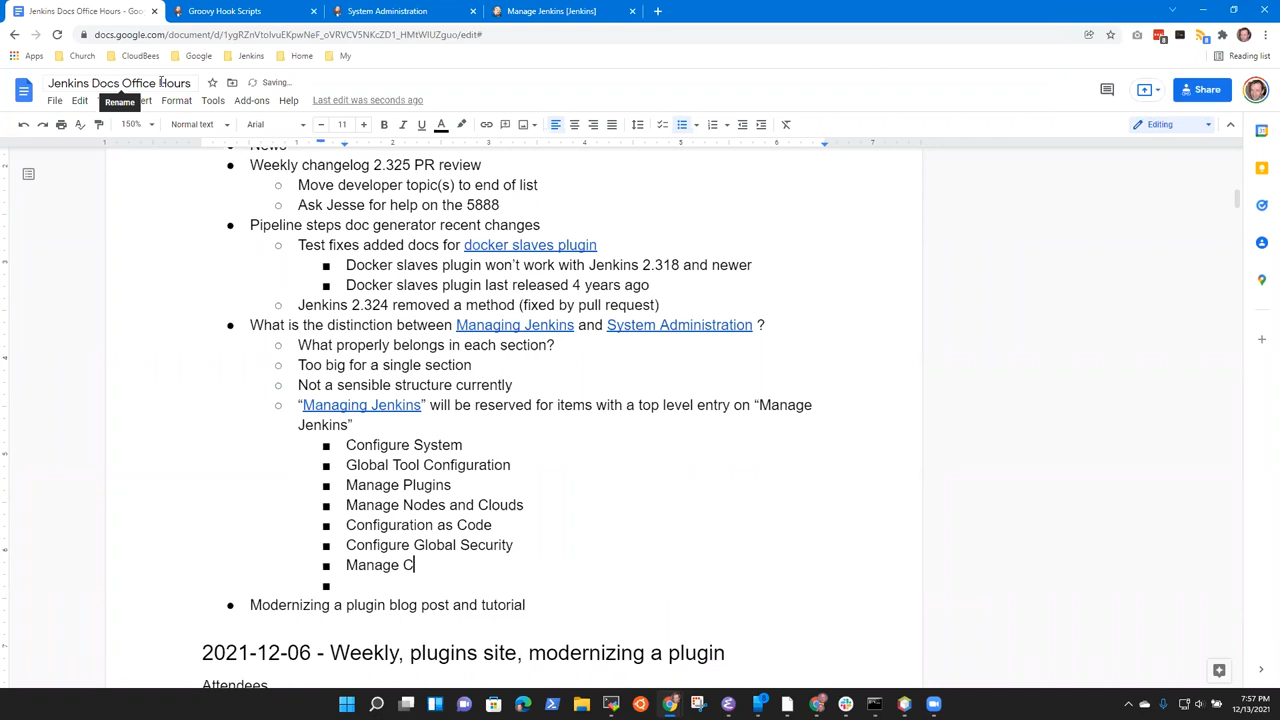 Jenkins Docs Office Hours - Goo
Groovy Hook Scripts
System Administration
Manage Jenkins [Jenkins]
Apps
Church
CloudBees
Google
Jenkins
Home
My
Reading list
Jenkins Docs Office Hours
Saving...
Rename
File
Edit
Format
Tools
Add-ons
Help
Last edit was seconds ago
Share
150%
Normal text
Arial
11
Editing
News
Weekly changelog 2.325 PR review
Move developer topic(s) to end of list
Ask Jesse for help on the 5888
Pipeline steps doc generator recent changes
Test fixes added docs for docker slaves plugin
Docker slaves plugin won't work with Jenkins 2.318 and newer
Docker slaves plugin last released 4 years ago
Jenkins 2.324 removed a method (fixed by pull request)
What is the distinction between Managing Jenkins and System Administration ?
What properly belongs in each section?
Too big for a single section
Not a sensible structure currently
“Managing Jenkins” will be reserved for items with a top level entry on “Manage
Jenkins”
Configure System
Global Tool Configuration
Manage Plugins
Manage Nodes and Clouds
Configuration as Code
Configure Global Security
Manage C
Modernizing a plugin blog post and tutorial
2021-12-06 - Weekly, plugins site, modernizing a plugin
Attendees
7:57 PM
12/13/2021